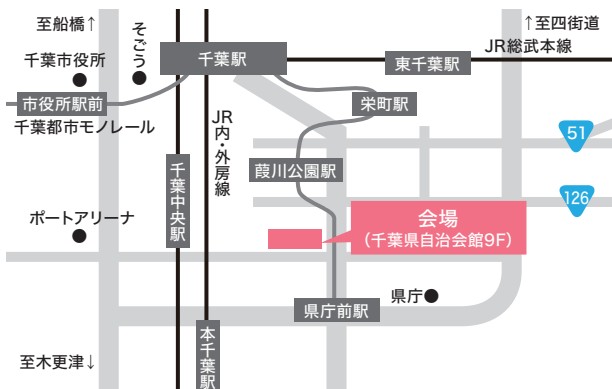 至船橋↑
そごう
千葉駅
↑至四街道
JR総武本線
千葉市役所
東千葉駅
市役所駅前
栄町駅
千葉都市モノレール
JR内・外房線
51
千葉中央駅
葭川公園駅
126
ポートアリーナ
会場
(千葉県自治会館9F)
県庁
県庁前駅
本千葉駅
至木更津↓